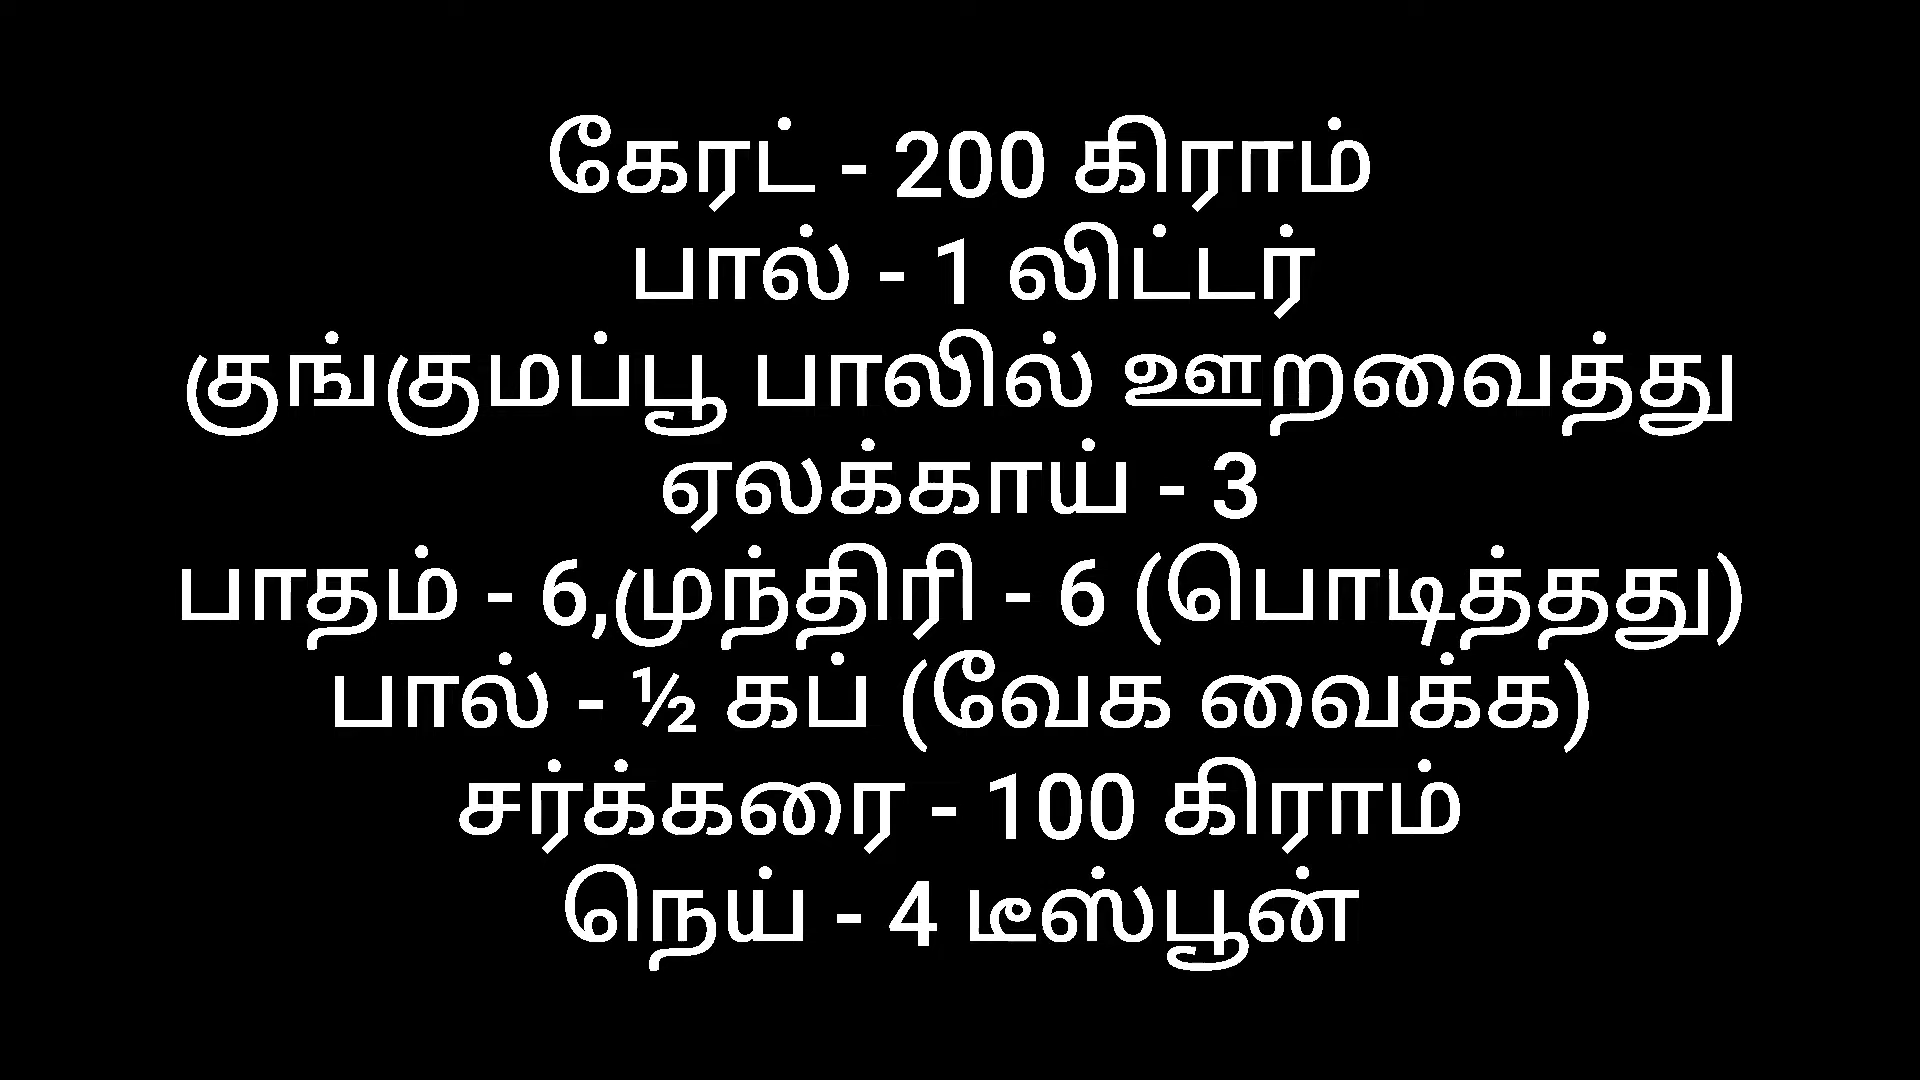 கேரட் - 200 கிராம்
பால் - 1 லிட்டர்
குங்குமப்பூ பாலில் ஊறவைத்து
ஏலக்காய் - 3
பாதம் - 6,முந்திரி - 6 (பொடித்தது)
பால் - ½ கப் (வேக வைக்க)
சர்க்கரை - 100 கிராம்
நெய் - 4 டீஸ்பூன்